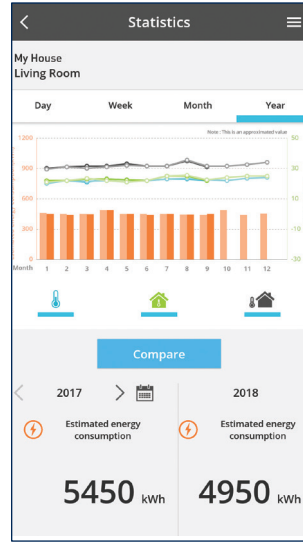 Statistics
My House
Living Room
Day Week Month Year
Note : This is an approximated value
1200 50
900 30
600 10
300 -10
0 -30
Month 1 2 3 4 5 6 7 8 9 10 11 12
Compare
2017 2018
Estimated energy consumption Estimated energy consumption
5450 kWh 4950 kWh